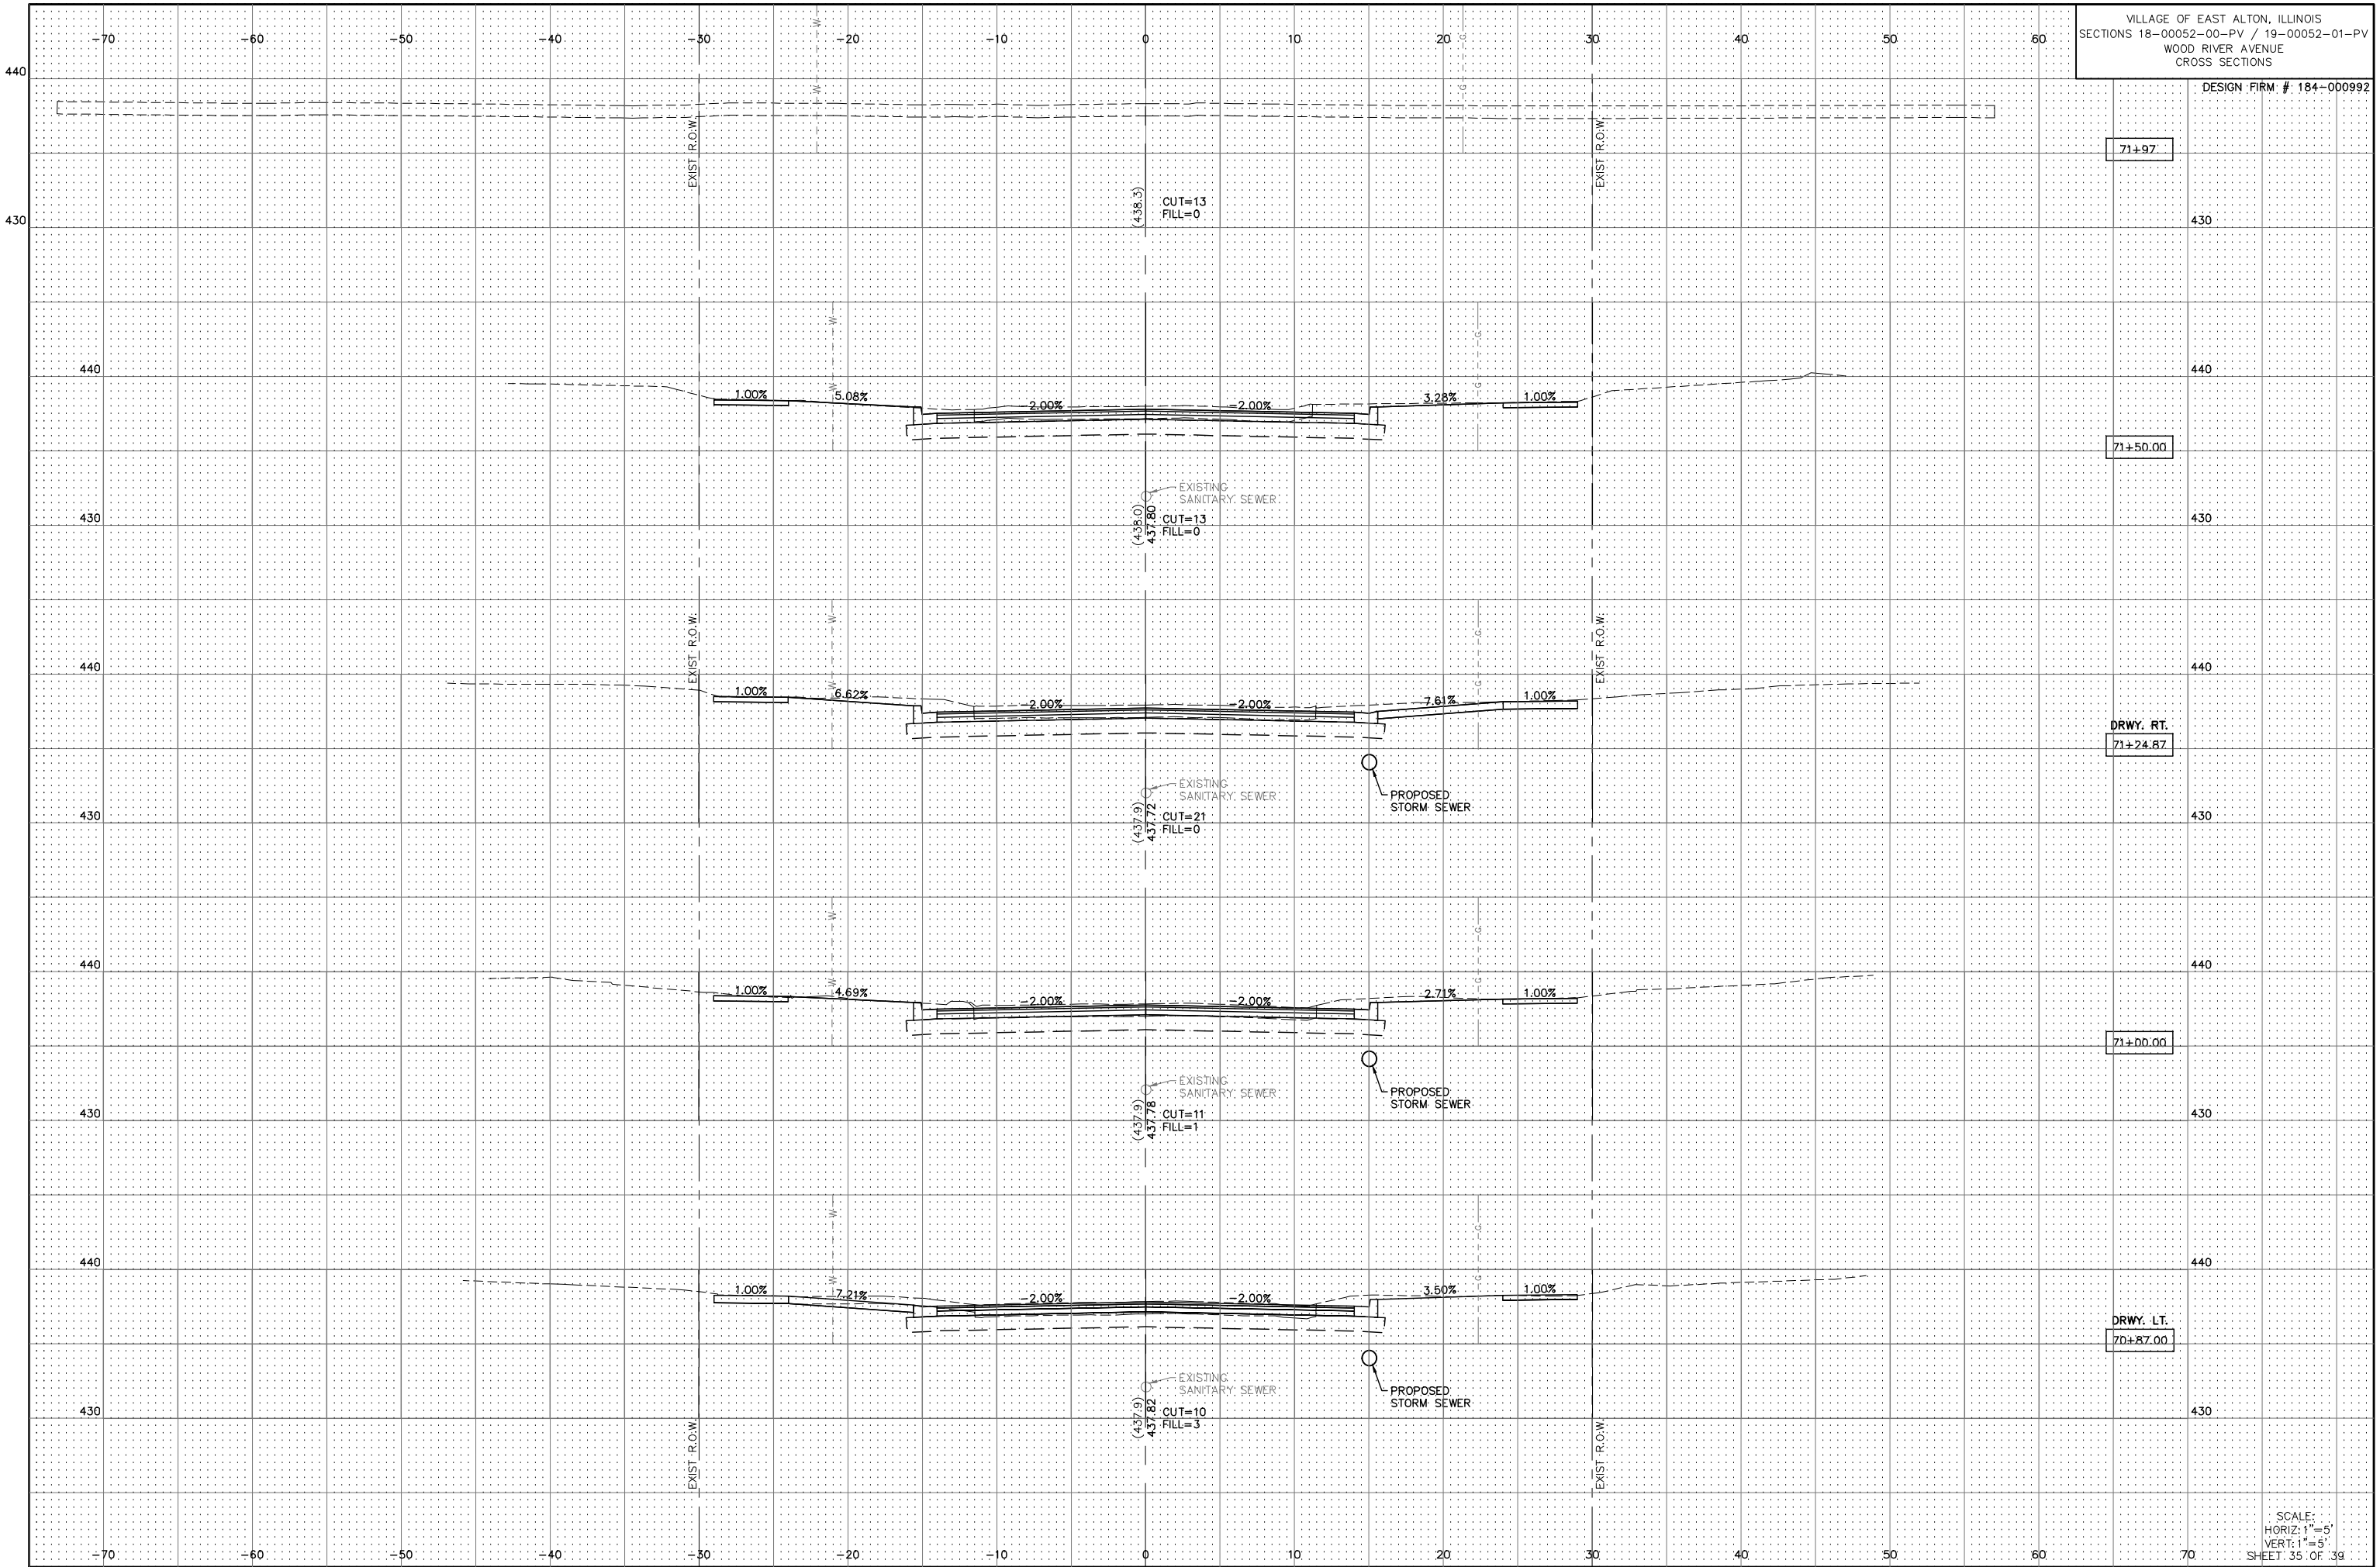 VILLAGE OF EAST ALTON, ILLINOIS
SECTIONS 18-00052-00-PV / 19-00052-01-PV
WOOD RIVER AVENUE
CROSS SECTIONS
DESIGN FIRM # 184-000992
-70 -60 -50 -40 -30 -20 -10 0 10 20 30 40 50 60
440
W G
W G
EXIST R.O.W. EXIST R.O.W.
71+97
(438.3)
CUT=13
FILL=0
430 430
W G
440 440
1.00% 5.08% -2.00% -2.00% 3.28% 1.00%
W G
71+50.00
EXISTING
SANITARY SEWER
(438.0)
437.80
CUT=13
FILL=0
430 430
W G
EXIST R.O.W. EXIST R.O.W.
440 440
1.00% 6.62% -2.00% -2.00% 7.61% 1.00%
W G
DRWY. RT.
71+24.87
EXISTING
SANITARY SEWER
PROPOSED
STORM SEWER
(437.9)
437.72
CUT=21
FILL=0
430 430
W G
440 440
1.00% 4.69% -2.00% -2.00% 2.71% 1.00%
W G
71+00.00
EXISTING
SANITARY SEWER
PROPOSED
STORM SEWER
(437.9)
437.78
CUT=11
FILL=1
430 430
W G
440 440
1.00% 7.21% -2.00% -2.00% 3.50% 1.00%
W G
DRWY. LT.
70+87.00
EXISTING
SANITARY SEWER
PROPOSED
STORM SEWER
(437.9)
437.82
CUT=10
FILL=3
430 430
EXIST R.O.W. EXIST R.O.W.
-70 -60 -50 -40 -30 -20 -10 0 10 20 30 40 50 60 70
SCALE:
HORIZ: 1"=5'
VERT: 1"=5'
SHEET 35 OF 39